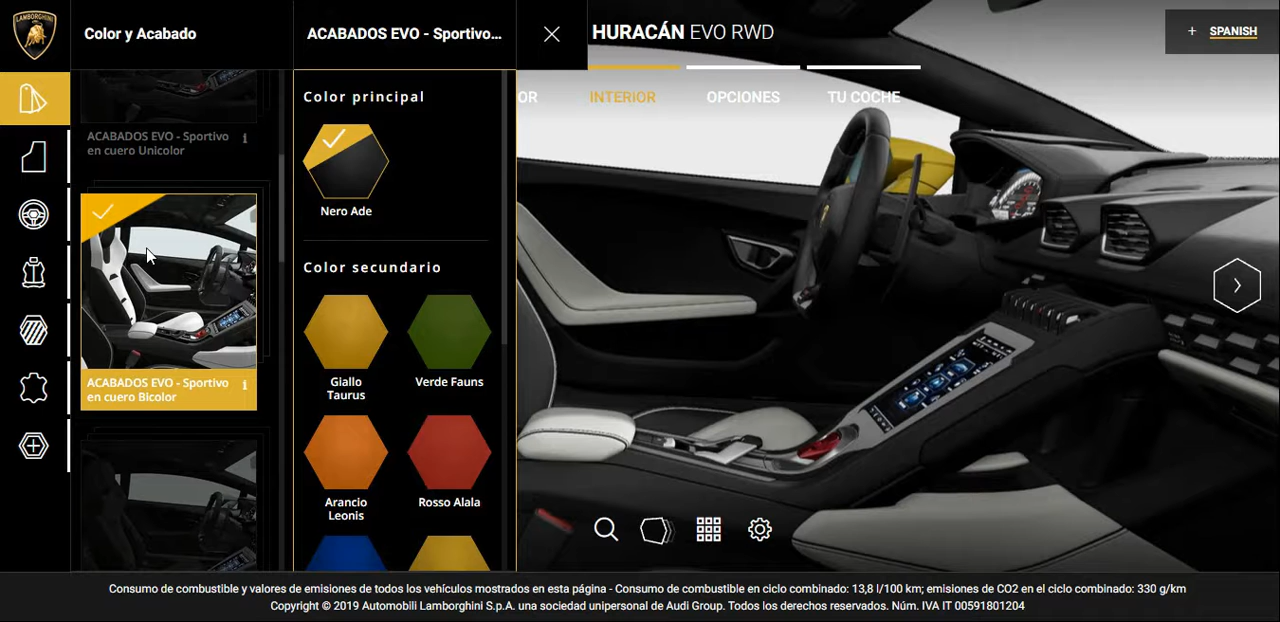 LAMBORGHINI
Color y Acabado
ACABADOS EVO - Sportivo...
HURACÁN EVO RWD
+ SPANISH
OR
INTERIOR
OPCIONES
TU COCHE
ACABADOS EVO - Sportivo
en cuero Unicolor
i
ACABADOS EVO - Sportivo
en cuero Bicolor
i
Color principal
Nero Ade
Color secundario
Giallo
Taurus
Verde Fauns
Arancio
Leonis
Rosso Alala
Consumo de combustible y valores de emisiones de todos los vehículos mostrados en esta página - Consumo de combustible en ciclo combinado: 13,8 l/100 km; emisiones de CO2 en el ciclo combinado: 330 g/km
Copyright © 2019 Automobili Lamborghini S.p.A. una sociedad unipersonal de Audi Group. Todos los derechos reservados. Núm. IVA IT 00591801204